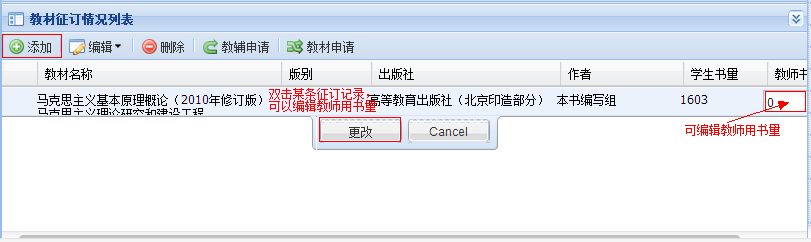 教材征订情况列表
添加 编辑 删除 教辅申请 教材申请
教材名称 版别 出版社 作者 学生书量 教师书
马克思主义基本原理概论（2010年修订版） 双击某条征订记录，高等教育出版社（北京印造部分） 本书编写组 1603 0
马克思主义理论研究和建设工程 可以编辑教师用书量
更改 Cancel
可编辑教师用书量